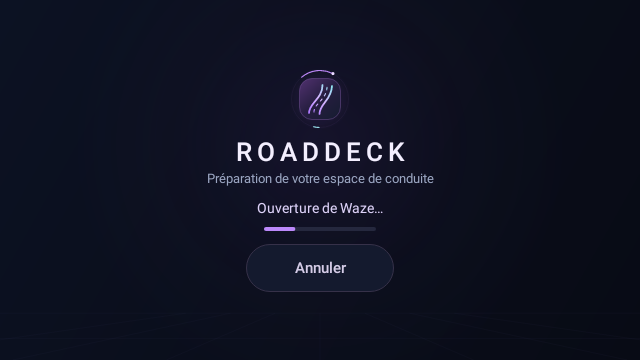 ROADDECK
Préparation de votre espace de conduite
Ouverture de Waze...
Annuler